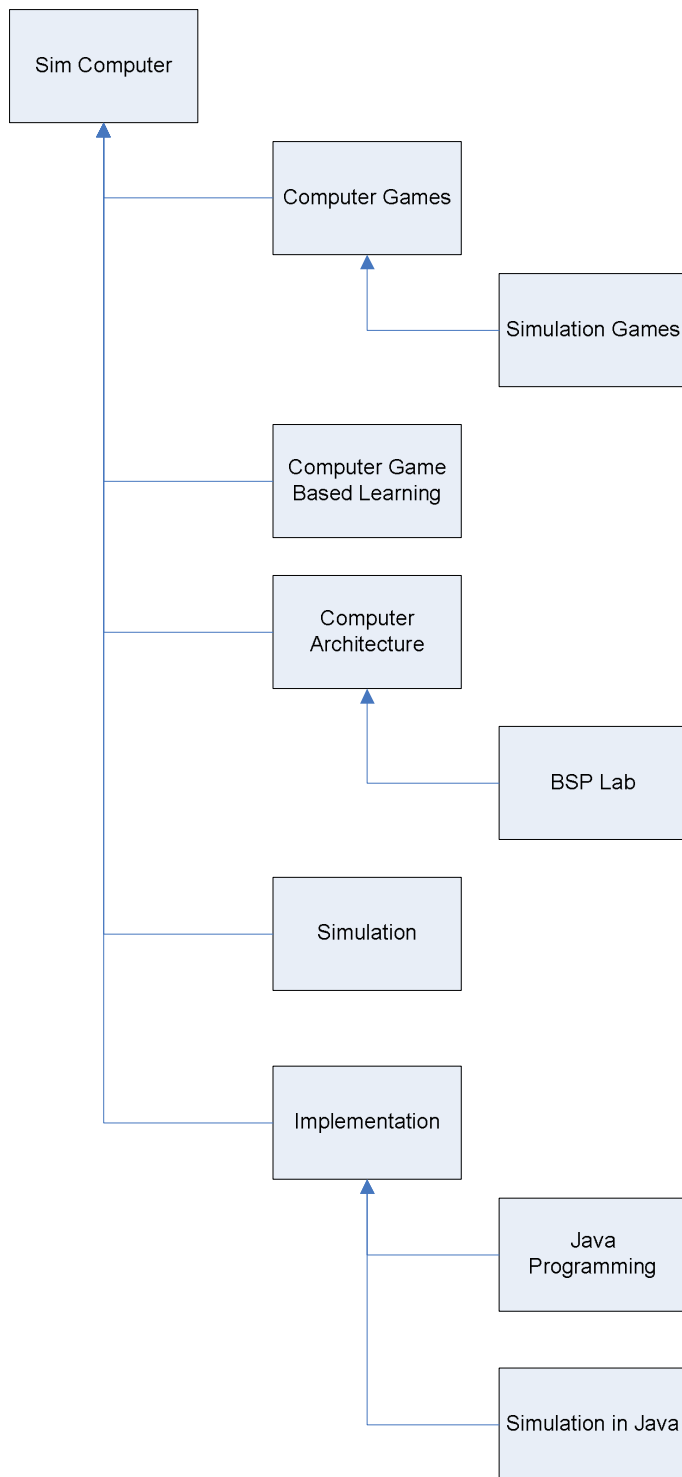 Sim Computer
Computer Games
Simulation Games
Computer Game
Based Learning
Computer
Architecture
BSP Lab
Simulation
Implementation
Java
Programming
Simulation in Java